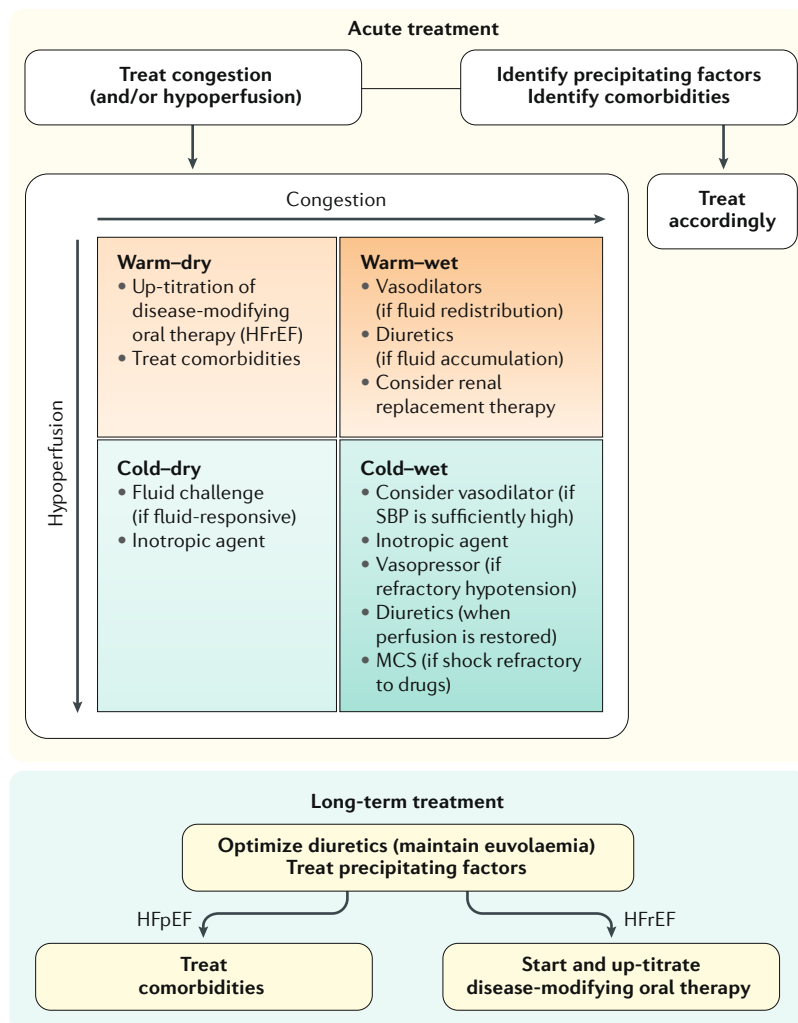 Acute treatment
Treat congestion
(and/or hypoperfusion)
Identify precipitating factors
Identify comorbidities
Treat
accordingly
Congestion
Hypoperfusion
Warm–dry
• Up-titration of
disease-modifying
oral therapy (HFrEF)
• Treat comorbidities
Warm–wet
• Vasodilators
(if fluid redistribution)
• Diuretics
(if fluid accumulation)
• Consider renal
replacement therapy
Cold–dry
• Fluid challenge
(if fluid-responsive)
• Inotropic agent
Cold–wet
• Consider vasodilator (if
SBP is sufficiently high)
• Inotropic agent
• Vasopressor (if
refractory hypotension)
• Diuretics (when
perfusion is restored)
• MCS (if shock refractory
to drugs)
Long-term treatment
Optimize diuretics (maintain euvolaemia)
Treat precipitating factors
HFpEF
HFrEF
Treat
comorbidities
Start and up-titrate
disease-modifying oral therapy